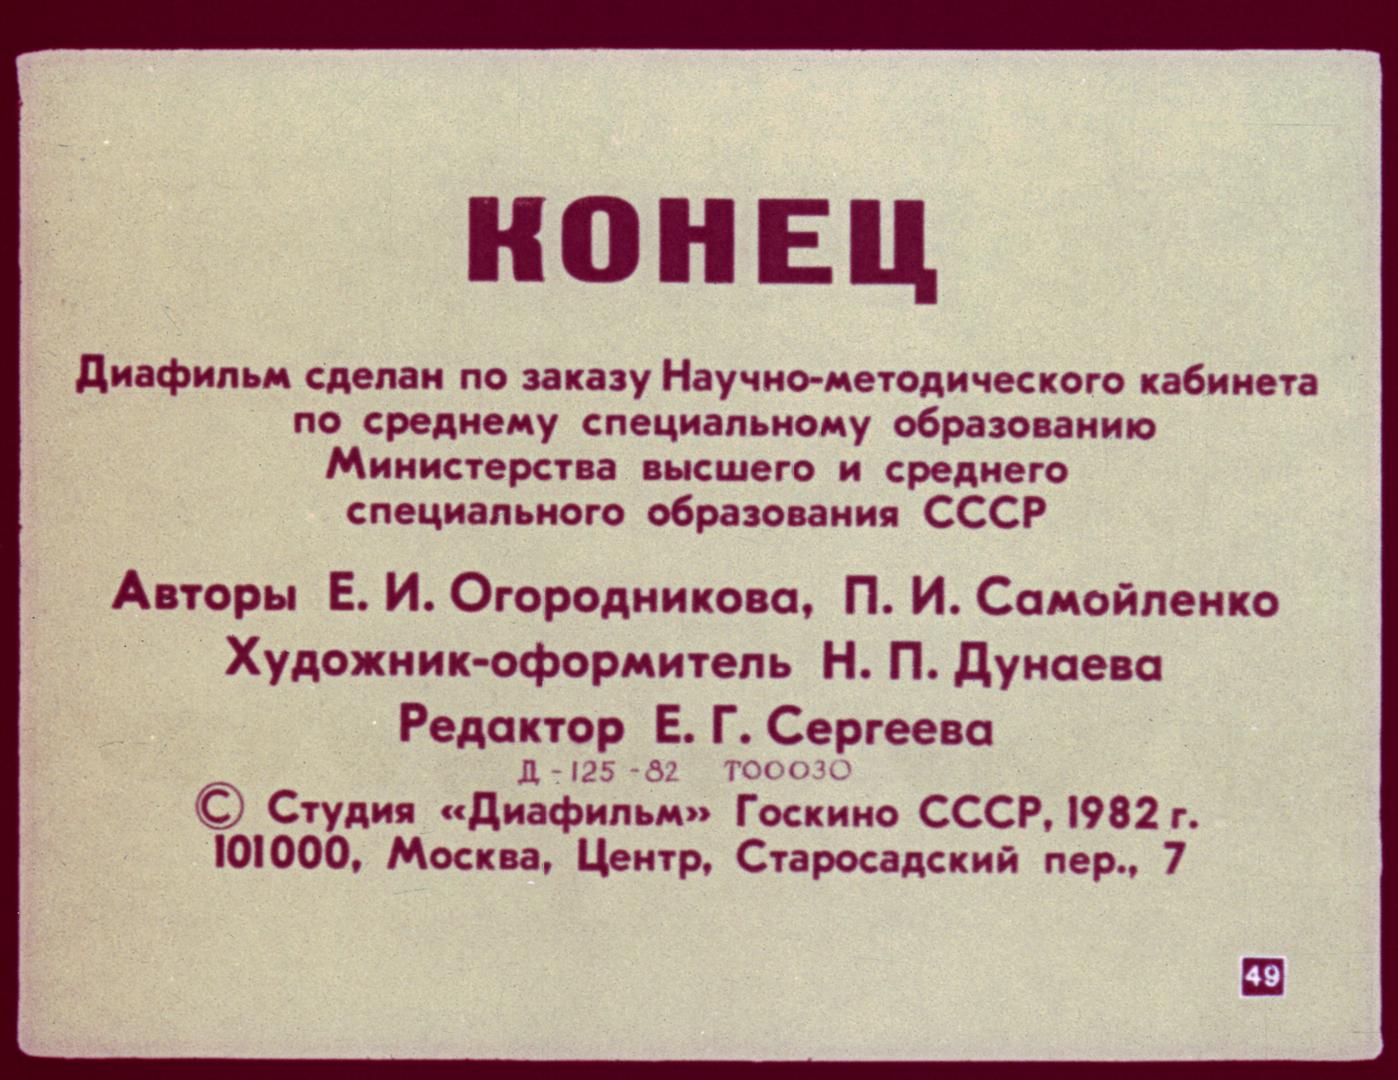 КОНЕЦ
Диафильм сделан по заказу Научно-методического кабинета
по среднему специальному образованию
Министерства высшего и среднего
специального образования СССР
Авторы Е. И. Огородникова, П. И. Самойленко
Художник-оформитель Н. П. Дунаева
Редактор Е. Г. Сергеева
Д-125-82 Т00030
© Студия «Диафильм» Госкино СССР, 1982 г.
101000, Москва, Центр, Старосадский пер., 7
49